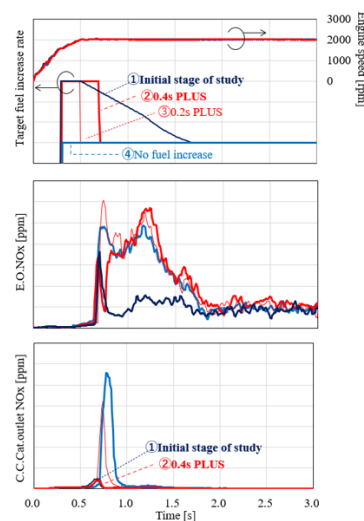 3000
2000
1000
0
Engine speed [rpm]
Target fuel increase rate
①Initial stage of study
②0.4s PLUS
③0.2s PLUS
④No fuel increase
E.O.NOx [ppm]
C.C.Cat.outlet NOx [ppm]
①Initial stage of study
②0.4s PLUS
0.0 0.5 1.0 1.5 2.0 2.5 3.0
Time [s]